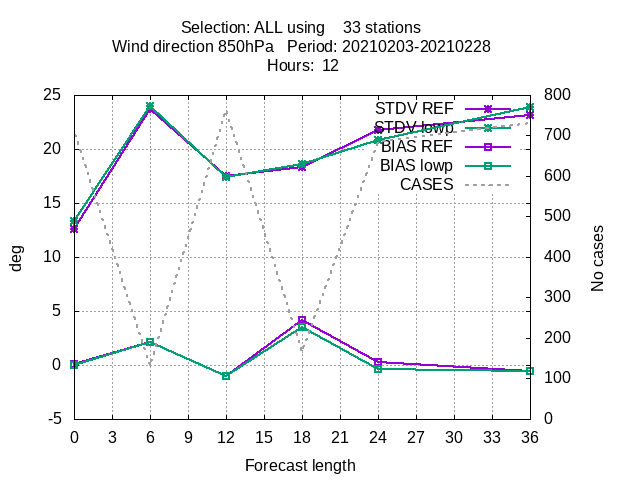 Selection: ALL using    33 stations
Wind direction 850hPa   Period: 20210203-20210228
Hours:  12
25
20
15
10
5
0
-5
deg
800
700
600
500
400
300
200
100
0
No cases
STDV REF
STDV lowp
BIAS REF
BIAS lowp
CASES
0 3 6 9 12 15 18 21 24 27 30 33 36
Forecast length